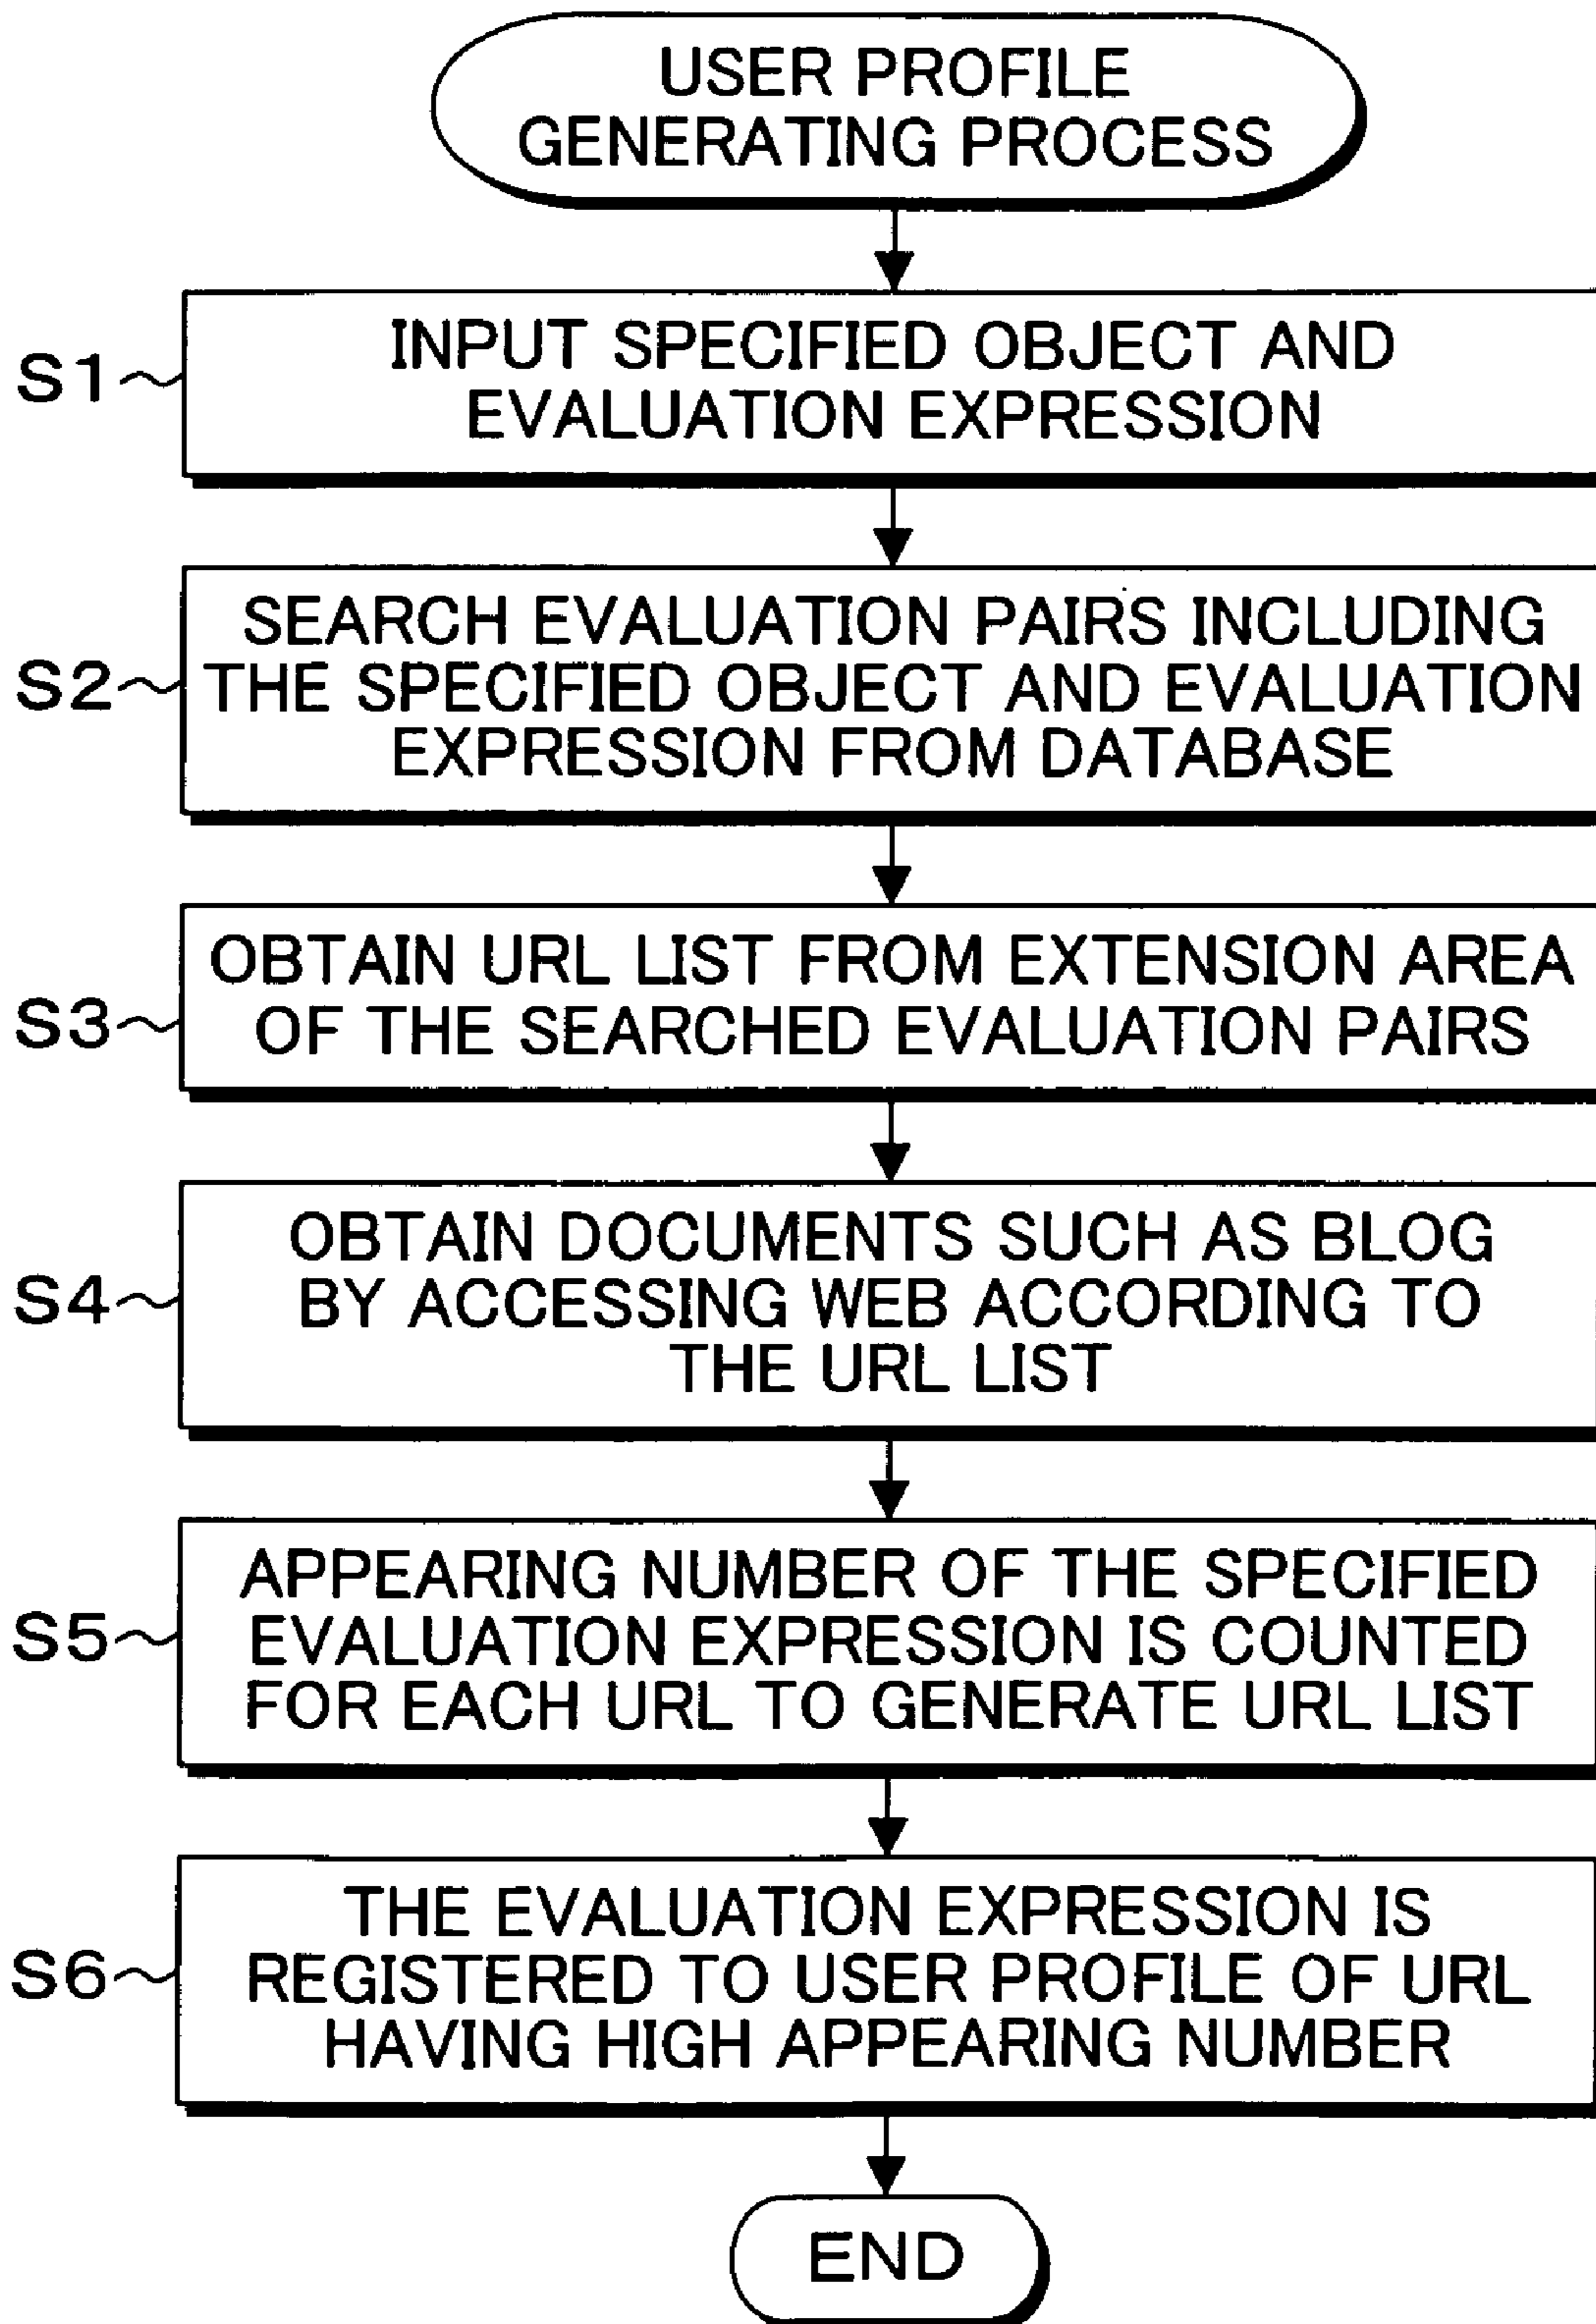 USER PROFILE
GENERATING PROCESS
S1
INPUT SPECIFIED OBJECT AND
EVALUATION EXPRESSION
S2
SEARCH EVALUATION PAIRS INCLUDING
THE SPECIFIED OBJECT AND EVALUATION
EXPRESSION FROM DATABASE
S3
OBTAIN URL LIST FROM EXTENSION AREA
OF THE SEARCHED EVALUATION PAIRS
S4
OBTAIN DOCUMENTS SUCH AS BLOG
BY ACCESSING WEB ACCORDING TO
THE URL LIST
S5
APPEARING NUMBER OF THE SPECIFIED
EVALUATION EXPRESSION IS COUNTED
FOR EACH URL TO GENERATE URL LIST
S6
THE EVALUATION EXPRESSION IS
REGISTERED TO USER PROFILE OF URL
HAVING HIGH APPEARING NUMBER
END